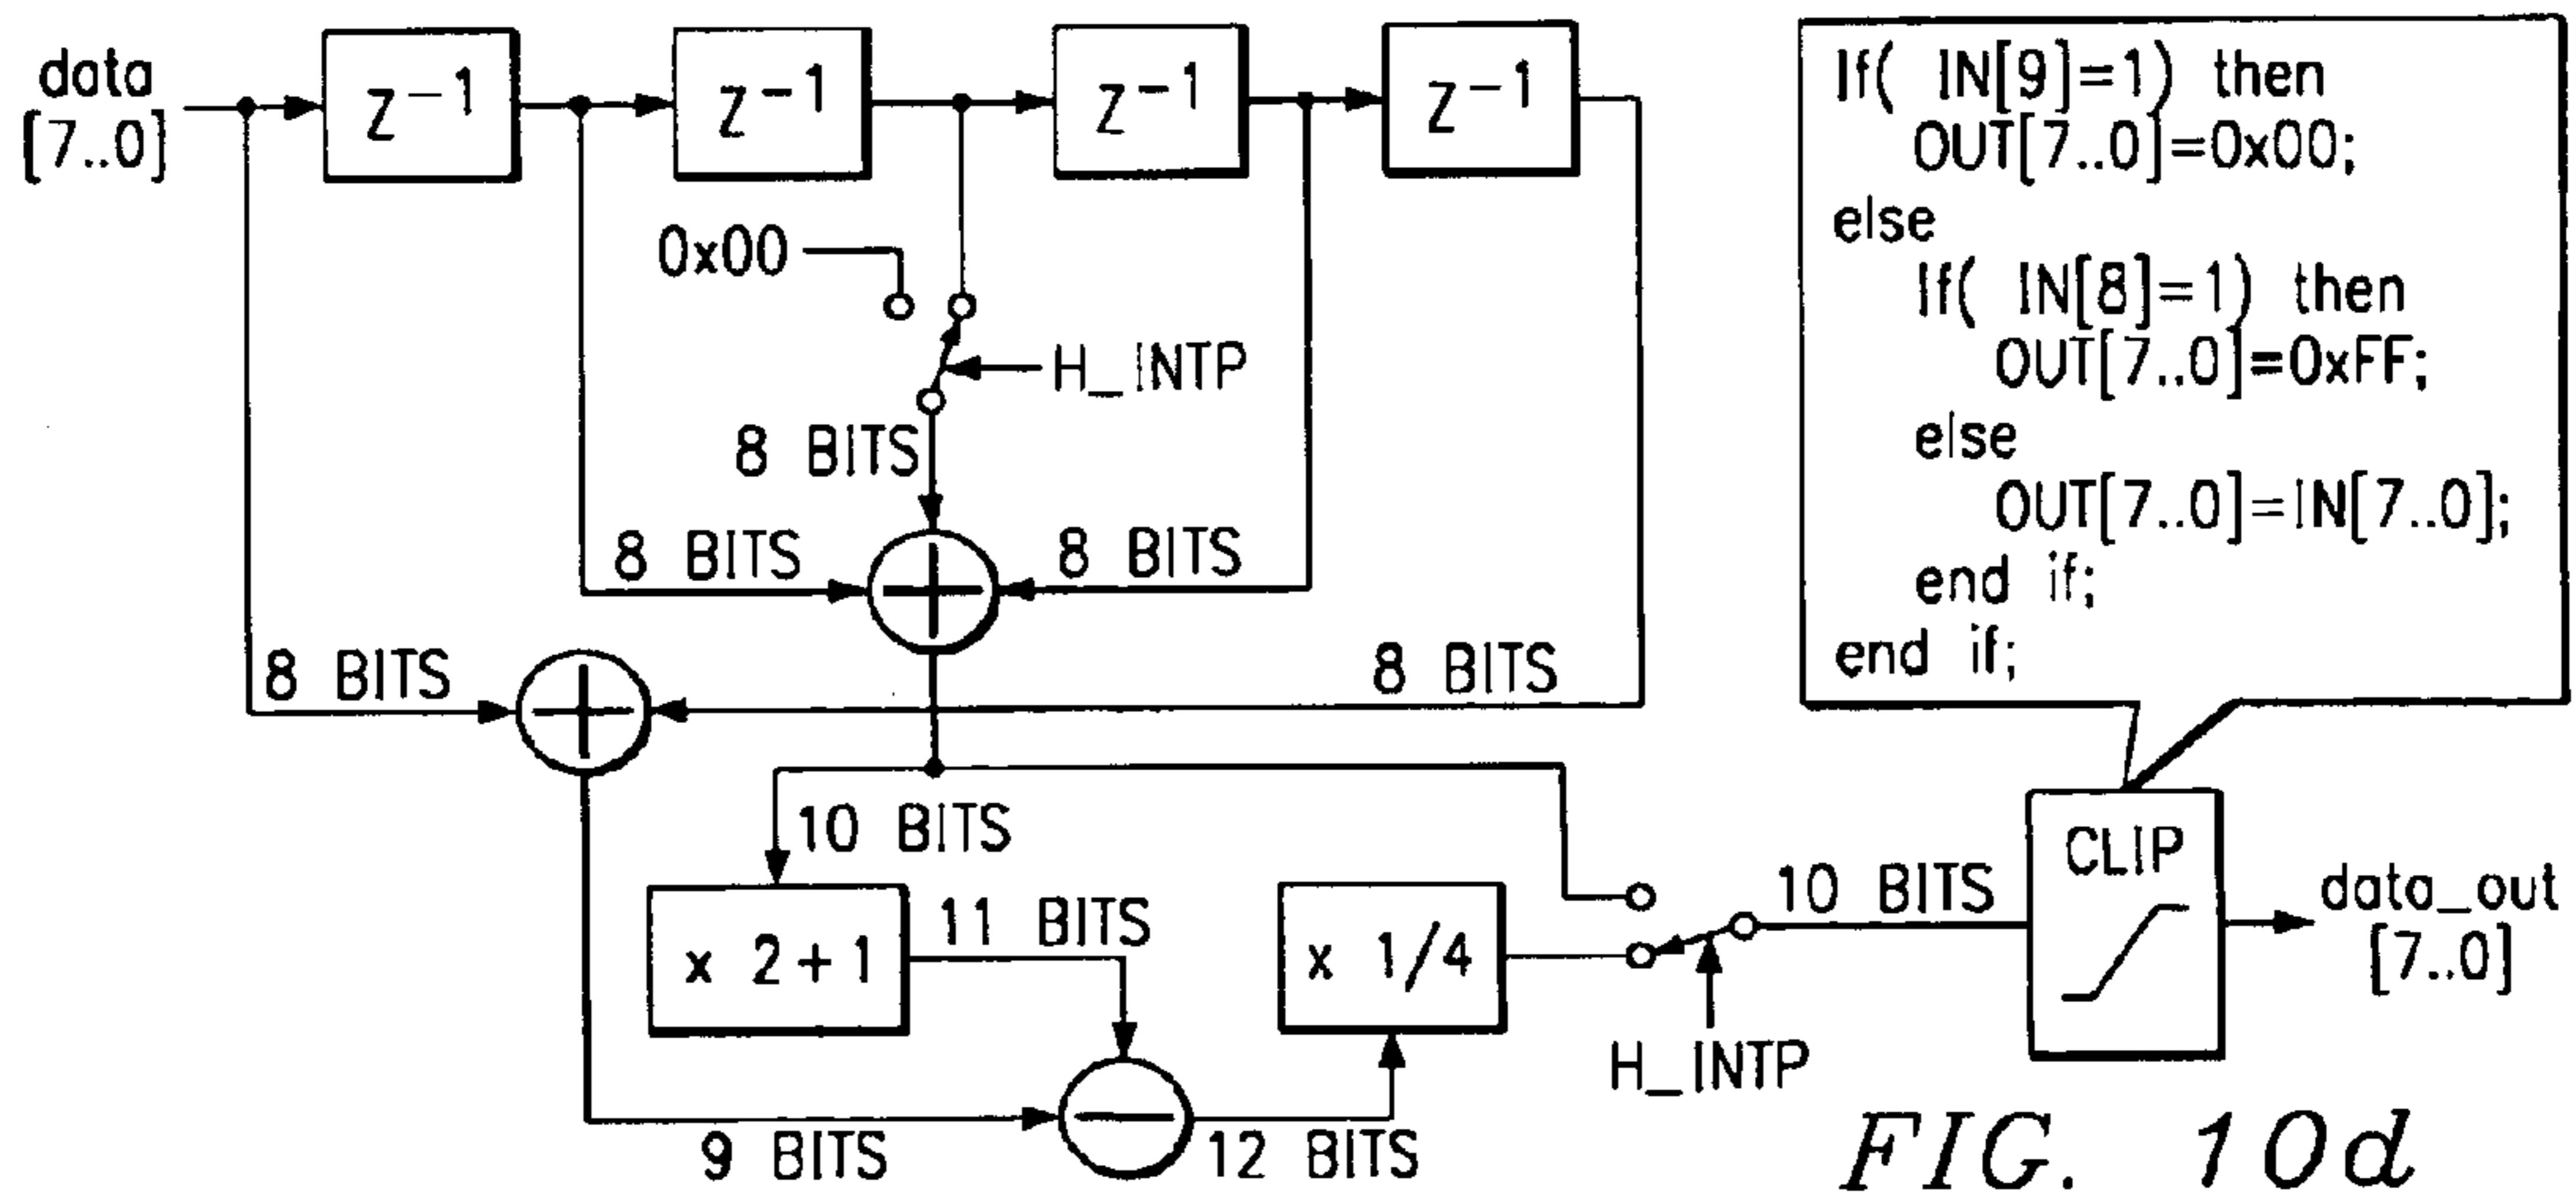 data
[7..0]
z⁻¹
z⁻¹
z⁻¹
z⁻¹
0x00
H_INTP
8 BITS
8 BITS
8 BITS
8 BITS
8 BITS
10 BITS
x 2+1
11 BITS
x 1/4
9 BITS
12 BITS
H_INTP
10 BITS
If( IN[9]=1) then
OUT[7..0]=0x00;
else
If( IN[8]=1) then
OUT[7..0]=0xFF;
else
OUT[7..0]=IN[7..0];
end if;
end if;
CLIP
data_out
[7..0]
FIG. 10d